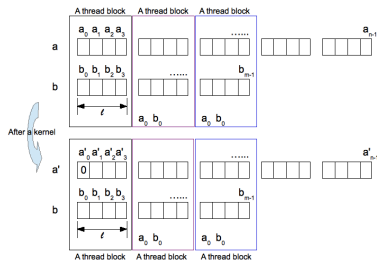 A thread block A thread block A thread block
a0 a1 a2 a3 ...... an-1
a
b0 b1 b2 b3 ...... bm-1
b
ℓ
a0 b0 a0 b0
After a kernel
a'0 a'1 a'2 a'3 ...... a'n-1
a' 0
b0 b1 b2 b3 ...... bm-1
b
ℓ
a0 b0 a0 b0
A thread block A thread block A thread block